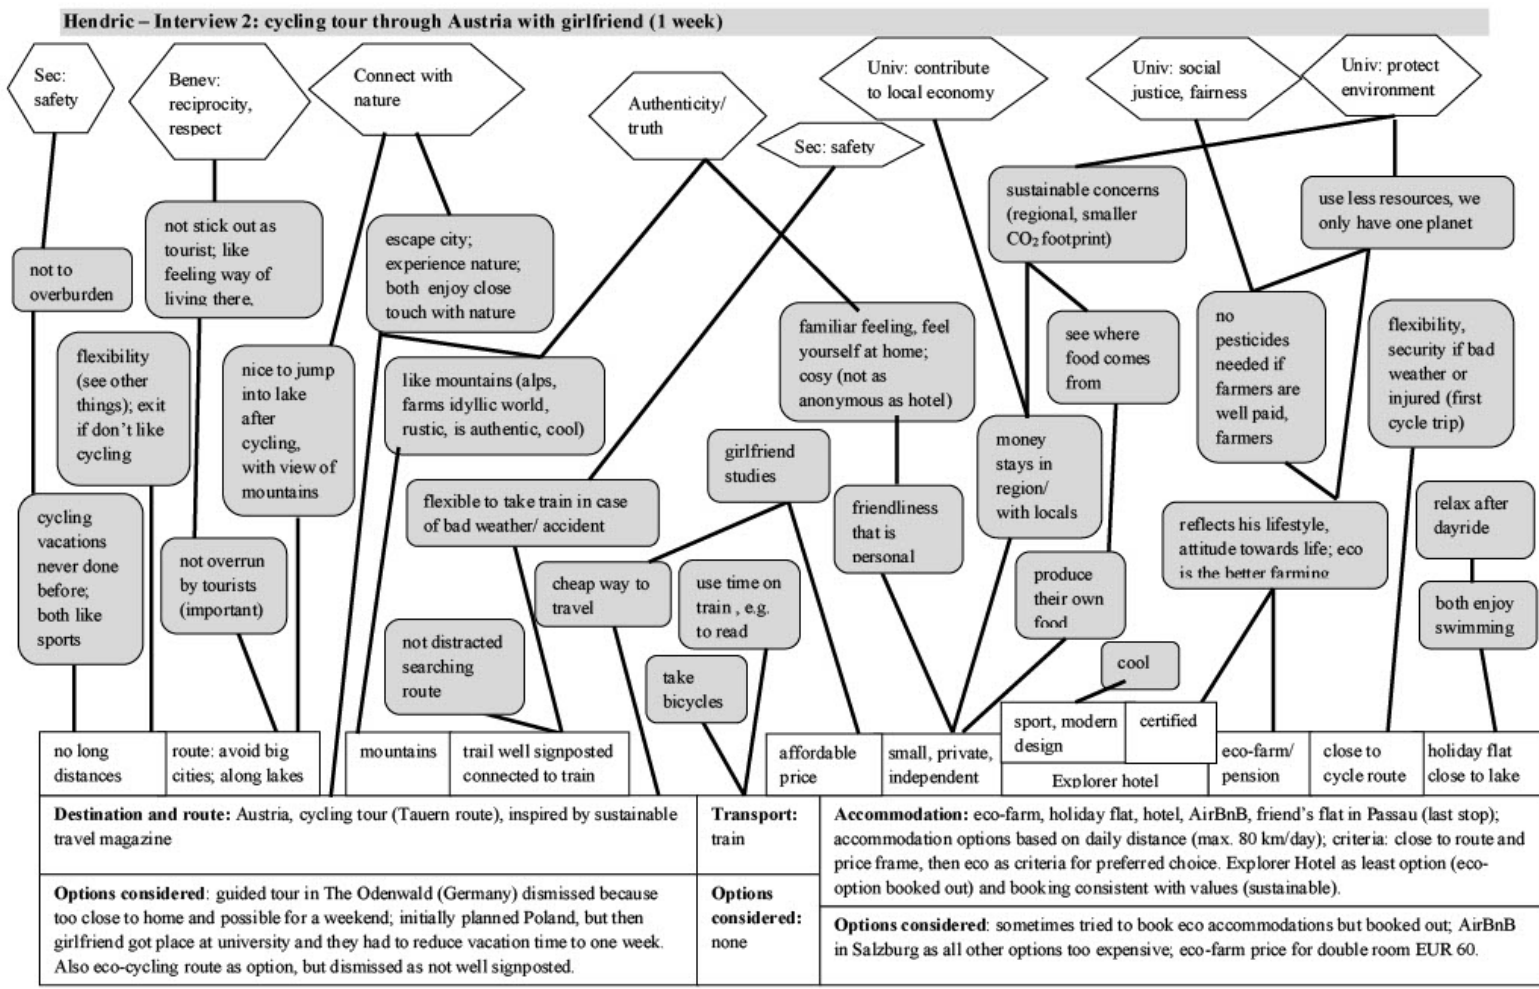 Hendric – Interview 2: cycling tour through Austria with girlfriend (1 week)
Sec:
safety
Benev:
reciprocity,
respect
Connect with
nature
Authenticity/
truth
Sec: safety
Univ: contribute
to local economy
Univ: social
justice, fairness
Univ: protect
environment
not to
overburden
not stick out as
tourist; like
feeling way of
living there,
escape city;
experience nature;
both enjoy close
touch with nature
sustainable concerns
(regional, smaller
CO₂ footprint)
use less resources, we
only have one planet
flexibility
(see other
things); exit
if don’t like
cycling
nice to jump
into lake
after
cycling,
with view of
mountains
like mountains (alps,
farms idyllic world,
rustic, is authentic, cool)
familiar feeling, feel
yourself at home;
cosy (not as
anonymous as hotel)
see where
food comes
from
no
pesticides
needed if
farmers are
well paid,
farmers
flexibility,
security if bad
weather or
injured (first
cycle trip)
cycling
vacations
never done
before;
both like
sports
not overrun
by tourists
(important)
flexible to take train in case
of bad weather/ accident
girlfriend
studies
friendliness
that is
personal
money
stays in
region/
with locals
reflects his lifestyle,
attitude towards life; eco
is the better farming
relax after
dayride
cheap way to
travel
use time on
train , e.g.
to read
produce
their own
food
both enjoy
swimming
not distracted
searching
route
take
bicycles
cool
no long
distances
route: avoid big
cities; along lakes
mountains
trail well signposted
connected to train
affordable
price
small, private,
independent
sport, modern
design
certified
Explorer hotel
eco-farm/
pension
close to
cycle route
holiday flat
close to lake
Destination and route: Austria, cycling tour (Tauern route), inspired by sustainable
travel magazine
Transport:
train
Accommodation: eco-farm, holiday flat, hotel, AirBnB, friend’s flat in Passau (last stop);
accommodation options based on daily distance (max. 80 km/day); criteria: close to route and
price frame, then eco as criteria for preferred choice. Explorer Hotel as least option (eco-
option booked out) and booking consistent with values (sustainable).
Options considered: guided tour in The Odenwald (Germany) dismissed because
too close to home and possible for a weekend; initially planned Poland, but then
girlfriend got place at university and they had to reduce vacation time to one week.
Also eco-cycling route as option, but dismissed as not well signposted.
Options
considered:
none
Options considered: sometimes tried to book eco accommodations but booked out; AirBnB
in Salzburg as all other options too expensive; eco-farm price for double room EUR 60.